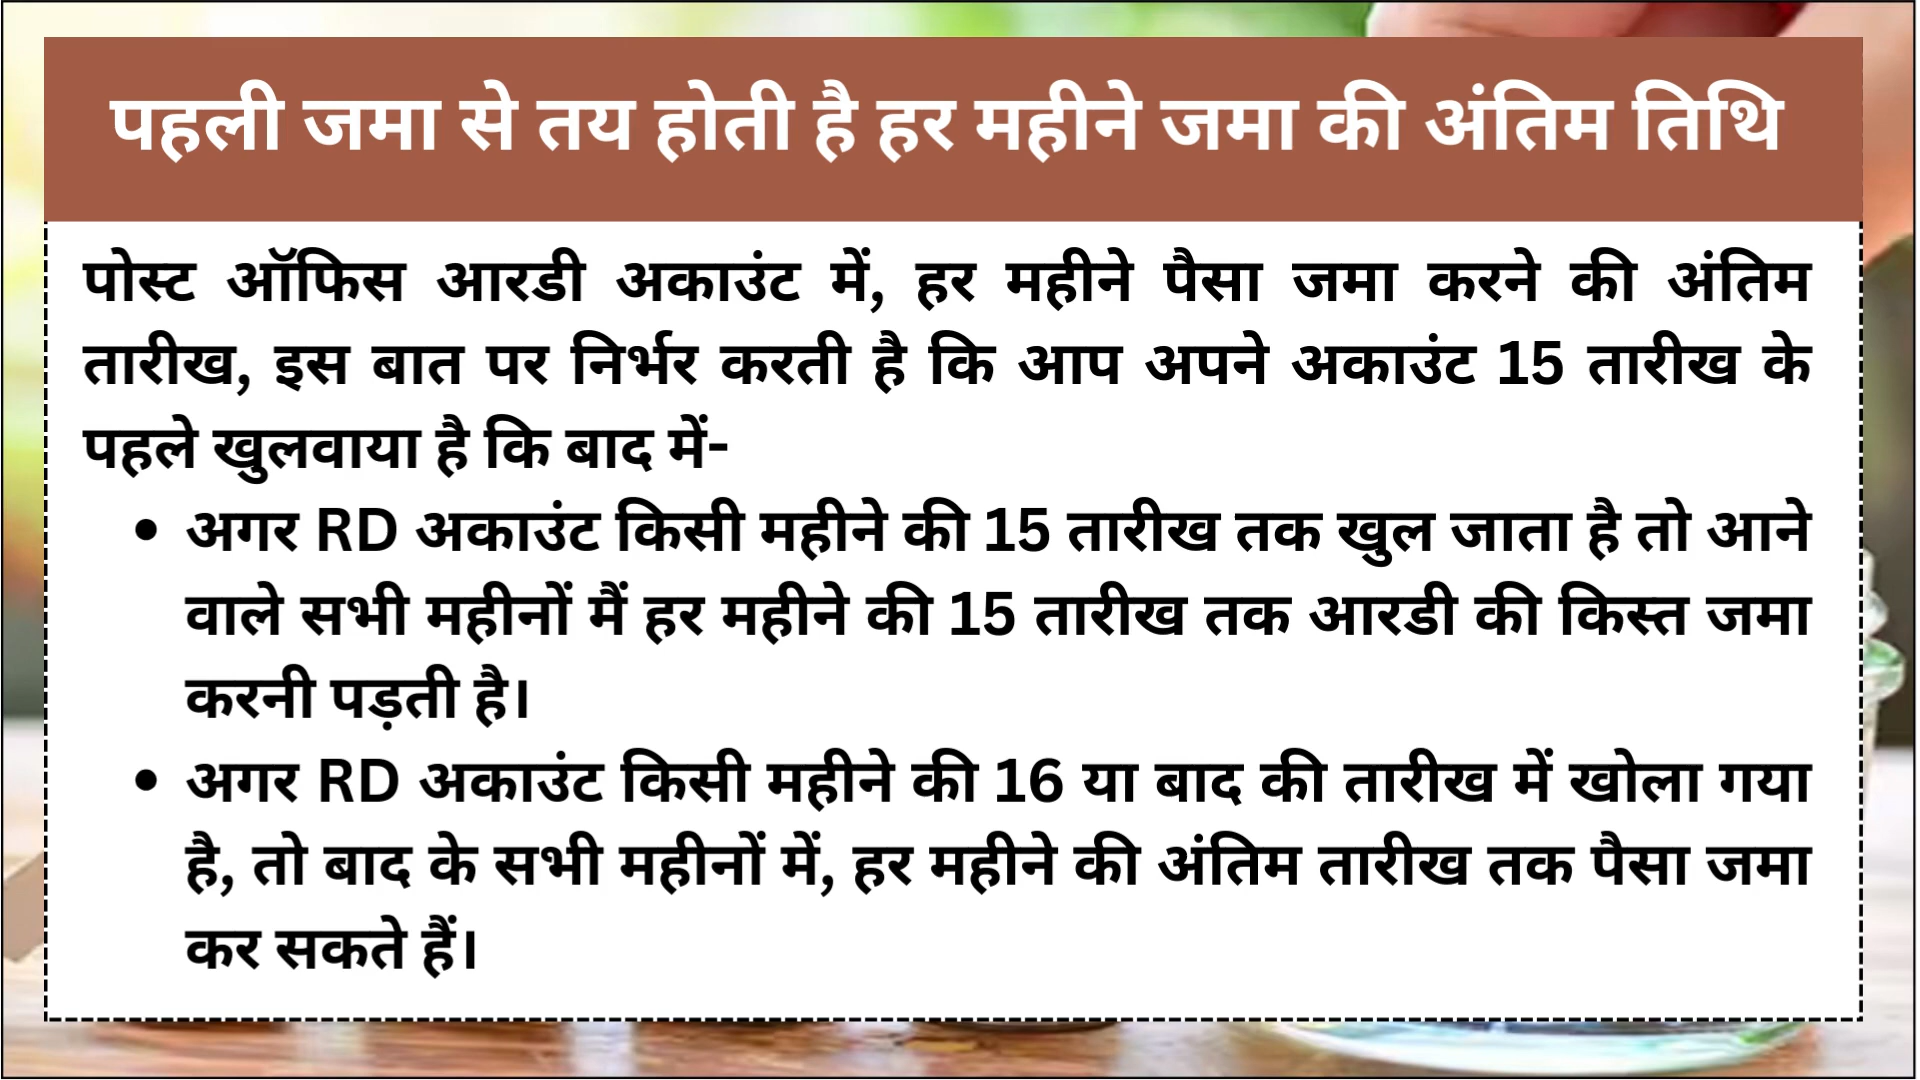 पहली जमा से तय होती है हर महीने जमा की अंतिम तिथि
पोस्ट ऑफिस आरडी अकाउंट में, हर महीने पैसा जमा करने की अंतिम
तारीख, इस बात पर निर्भर करती है कि आप अपने अकाउंट 15 तारीख के
पहले खुलवाया है कि बाद में-
• अगर RD अकाउंट किसी महीने की 15 तारीख तक खुल जाता है तो आने
वाले सभी महीनों मैं हर महीने की 15 तारीख तक आरडी की किस्त जमा
करनी पड़ती है।
• अगर RD अकाउंट किसी महीने की 16 या बाद की तारीख में खोला गया
है, तो बाद के सभी महीनों में, हर महीने की अंतिम तारीख तक पैसा जमा
कर सकते हैं।